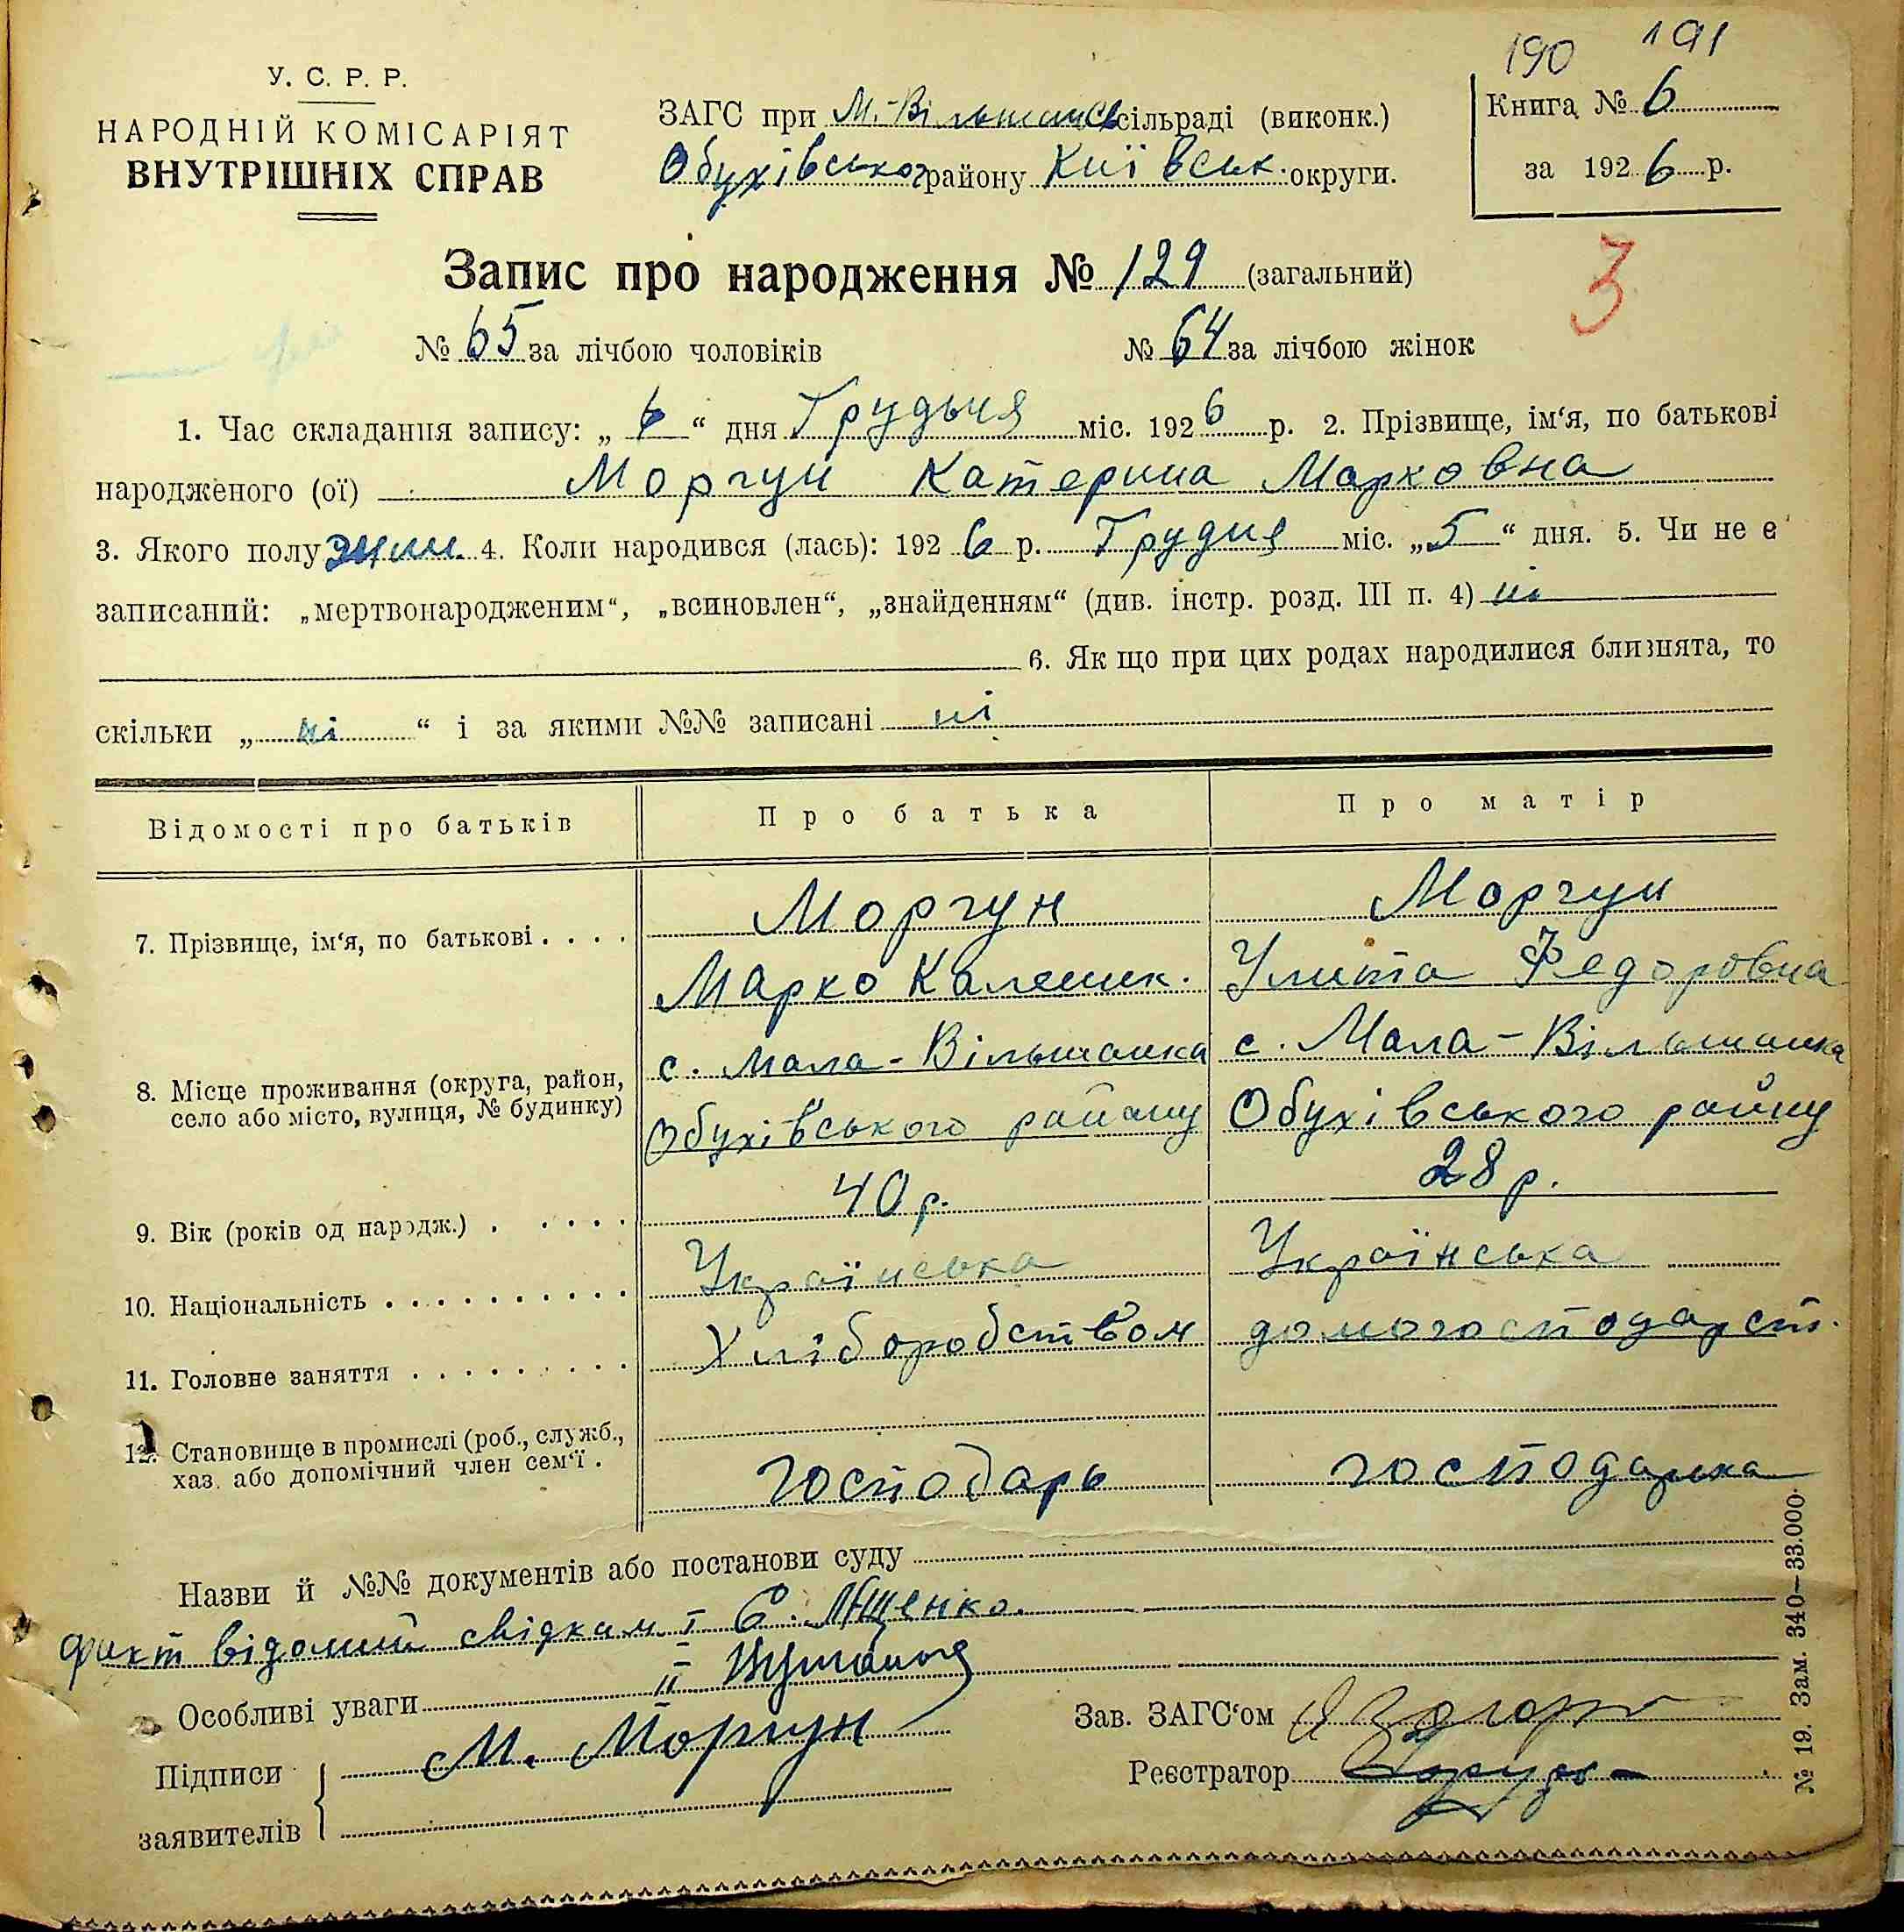 190 191
У. С. Р. Р.
НАРОДНІЙ КОМІСАРІЯТ
ВНУТРІШНІХ СПРАВ
ЗАГС при М.-Вільшанськ сільраді (виконк.)
Обухівськог району Київськ. округи.
Книга № 6
за 1926 р.
Запис про народження № 129 (загальний)
3
№ 65 за лічбою чоловіків № 64 за лічбою жінок
1. Час складання запису: „ 6 “ дня Грудьня міс. 1926 р. 2. Прізвище, ім‘я, по батькові
народженого (ої) Моргун Катерина Марковна
3. Якого полу жін. 4. Коли народився (лась): 1926 р. Грудня міс. „5“ дня. 5. Чи не є
записаний: „мертвонародженим“, „всиновлен“, „знайденням“ (див. інстр. розд. III п. 4) ні
6. Як що при цих родах народилися близнята, то
скільки „ ні “ і за якими №№ записані ні
Відомості про батьків Про батька Про матір
7. Прізвище, ім‘я, по батькові . . . . Моргун Моргун
Марко Каленик. Улита Федоровна
8. Місце проживання (округа, район, с. Мала-Вільшанка с. Мала-Вільшанка
село або місто, вулиця, № будинку) Обухівського району Обухівського райну
9. Вік (років од народж.) . . . . . 40 р. 28 р.
10. Національність . . . . . . . . . . Українська Українська
11. Головне заняття . . . . . . . . Хліборобством домогосподарст.
12. Становище в промислі (роб., служб.,
хаз. або допомічний член сем‘ї . господарь господарка
Назви й №№ документів або постанови суду
факт відомий свідкам I Є. Іщенко.
II
Особливі уваги
Підписи М. Моргун Зав. ЗАГС‘ом
заявителів Реєстратор
№ 19. Зам. 340—33.000.